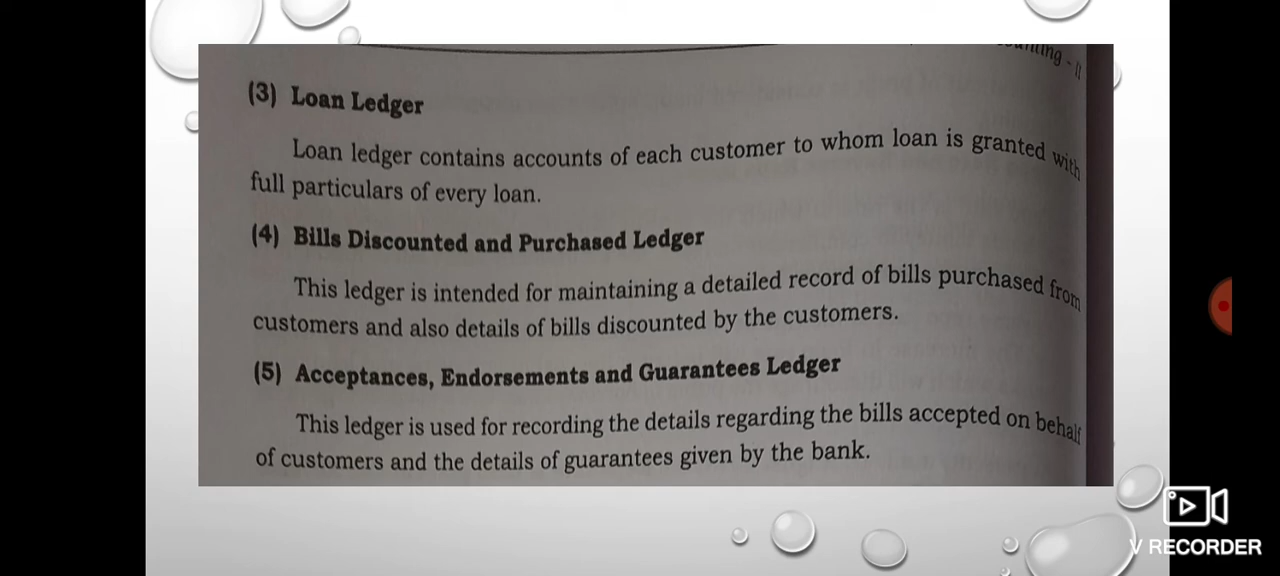 (3) Loan Ledger
Loan ledger contains accounts of each customer to whom loan is granted with
full particulars of every loan.
(4) Bills Discounted and Purchased Ledger
This ledger is intended for maintaining a detailed record of bills purchased from
customers and also details of bills discounted by the customers.
(5) Acceptances, Endorsements and Guarantees Ledger
This ledger is used for recording the details regarding the bills accepted on behalf
of customers and the details of guarantees given by the bank.
V RECORDER